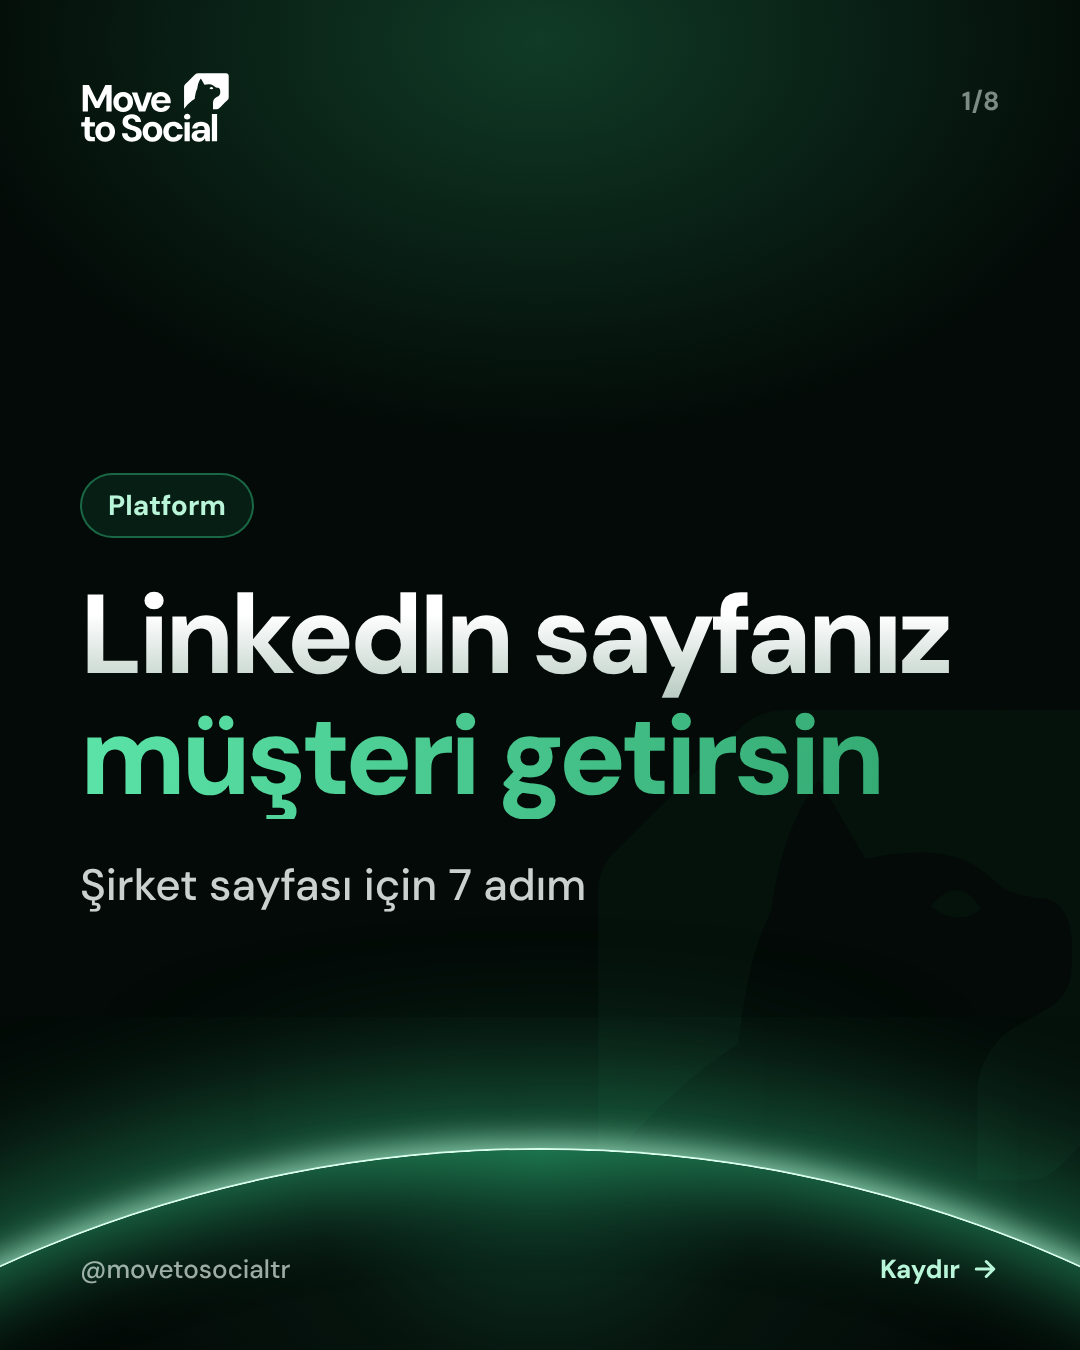 Move
to Social
1/8
Platform
LinkedIn sayfanız
müşteri getirsin
Şirket sayfası için 7 adım
@movetosocialtr
Kaydır →